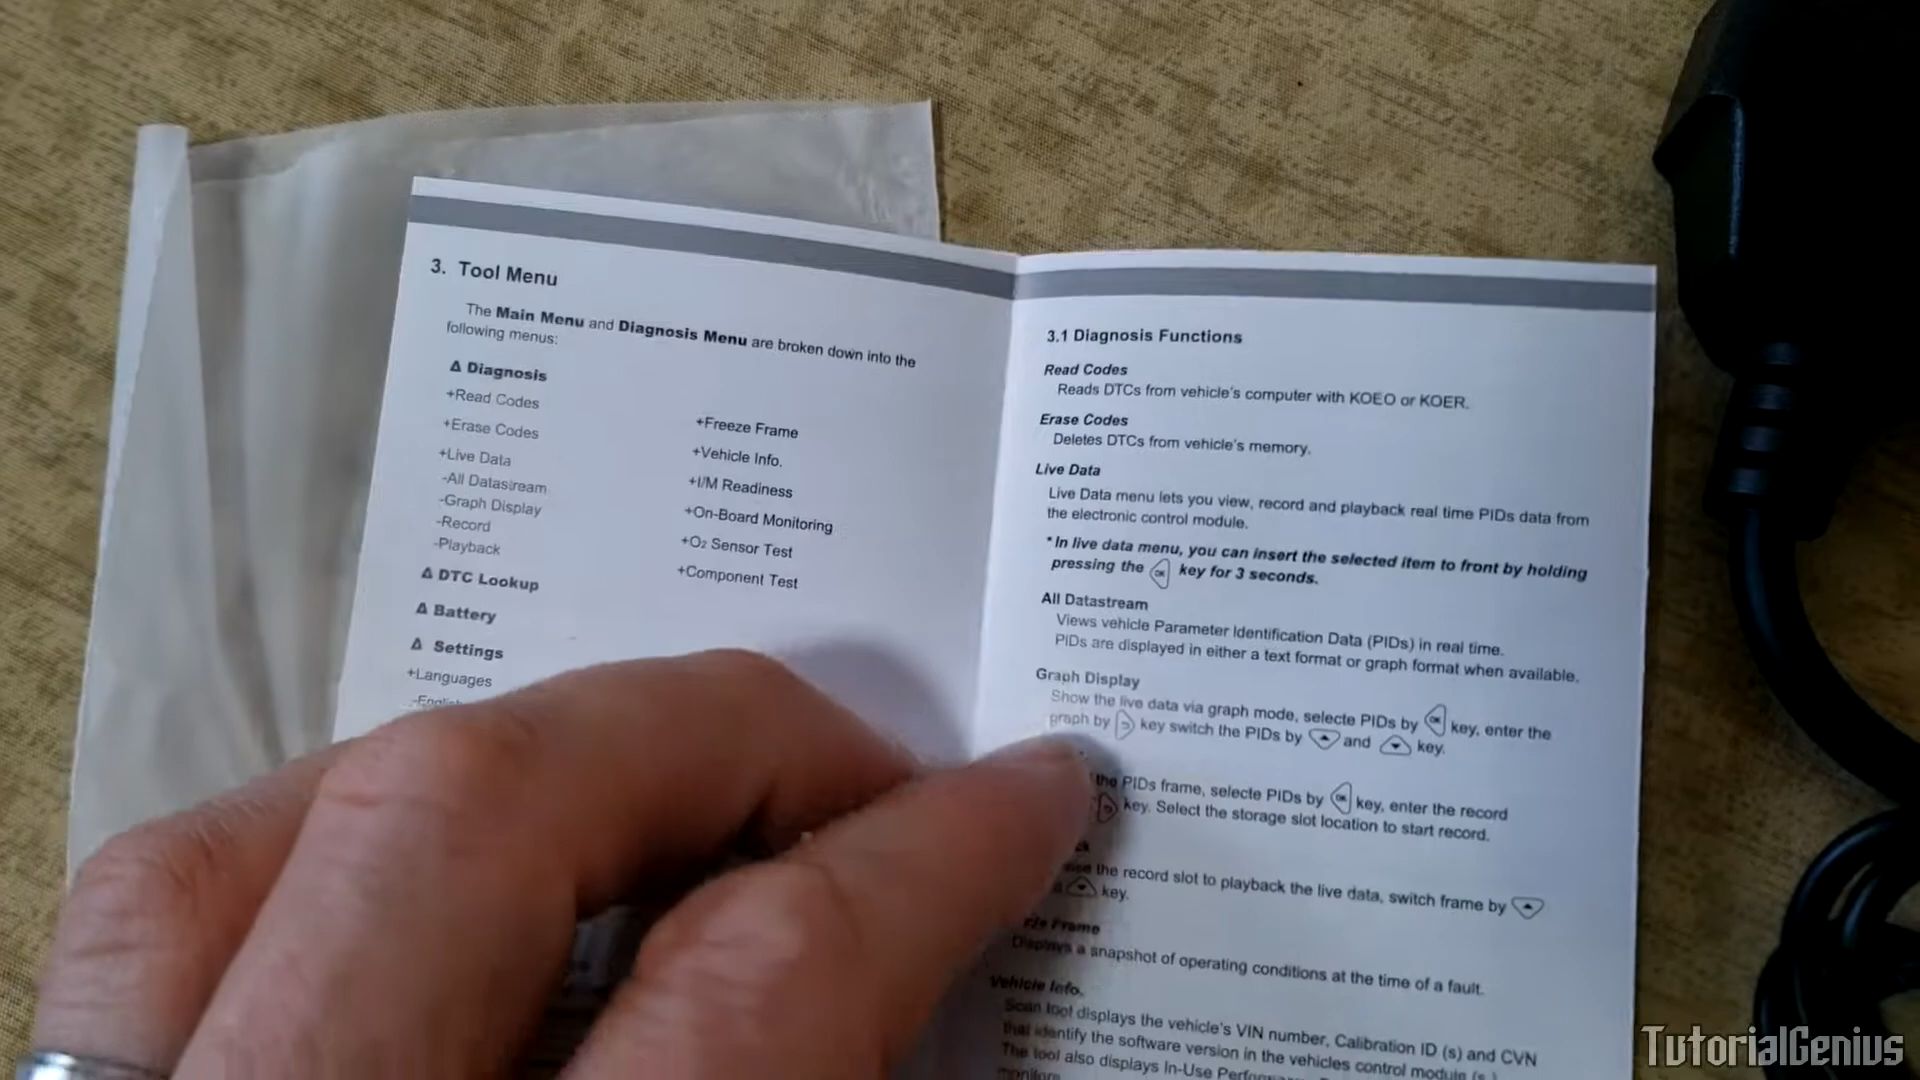 3. Tool Menu
The Main Menu and Diagnosis Menu are broken down into the
following menus:
Δ Diagnosis
+Read Codes
+Erase Codes
+Live Data
-All Datastream
-Graph Display
-Record
-Playback
Δ DTC Lookup
Δ Battery
Δ Settings
+Languages
+Freeze Frame
+Vehicle Info.
+I/M Readiness
+On-Board Monitoring
+O₂ Sensor Test
+Component Test
3.1 Diagnosis Functions
Read Codes
Reads DTCs from vehicle's computer with KOEO or KOER.
Erase Codes
Deletes DTCs from vehicle's memory.
Live Data
Live Data menu lets you view, record and playback real time PIDs data from
the electronic control module.
*In live data menu, you can insert the selected item to front by holding
pressing the OK key for 3 seconds.
All Datastream
Views vehicle Parameter Identification Data (PIDs) in real time.
PIDs are displayed in either a text format or graph format when available.
Graph Display
Show the live data via graph mode, selecte PIDs by OK key, enter the
graph by key switch the PIDs by and key.
the PIDs frame, selecte PIDs by OK key, enter the record
key. Select the storage slot location to start record.
the record slot to playback the live data, switch frame by
key.
Frame
Displays a snapshot of operating conditions at the time of a fault.
Vehicle Info.
Scan tool displays the vehicle's VIN number, Calibration ID (s) and CVN
that identify the software version in the vehicles control module (s.)
The tool also displays In-Use
TutorialGenius